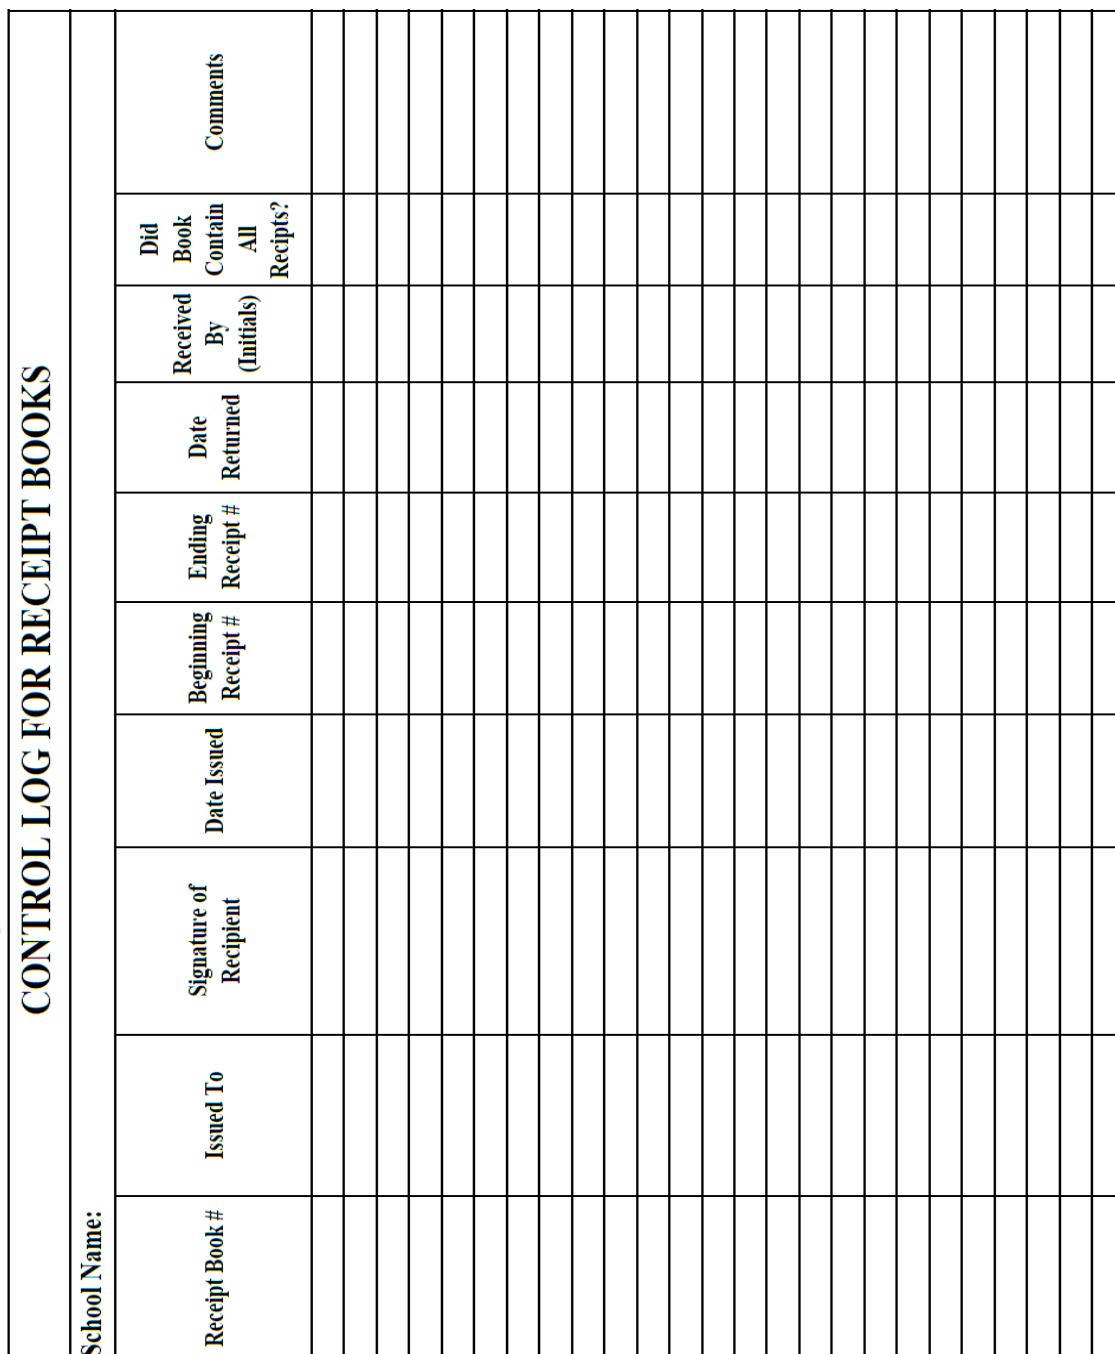 CONTROL LOG FOR RECEIPT BOOKS
School Name:
Receipt Book #
Issued To
Signature of
Recipient
Date Issued
Beginning
Receipt #
Ending
Receipt #
Date
Returned
Received
By
(Initials)
Did
Book
Contain
All
Recipts?
Comments